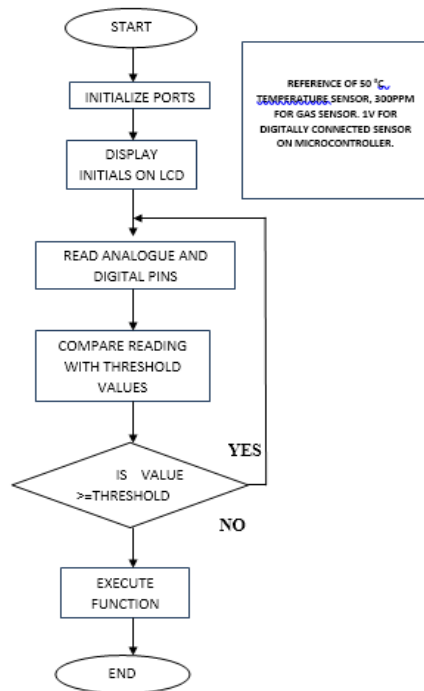 START
INITIALIZE PORTS
DISPLAY
INITIALS ON LCD
READ ANALOGUE AND
DIGITAL PINS
COMPARE READING
WITH THRESHOLD
VALUES
YES
IS VALUE
>=THRESHOLD
NO
EXECUTE
FUNCTION
END
REFERENCE OF 50 °C
TEMPERATURE SENSOR, 300PPM
FOR GAS SENSOR. 1V FOR
DIGITALLY CONNECTED SENSOR
ON MICROCONTROLLER.